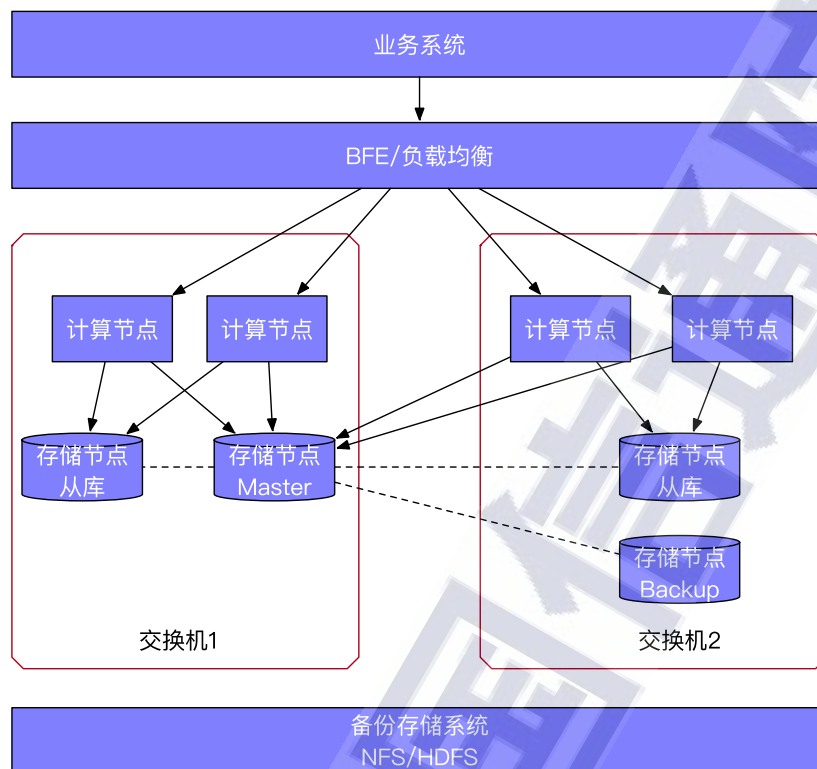 业务系统
BFE/负载均衡
计算节点
计算节点
计算节点
计算节点
存储节点
从库
存储节点
Master
存储节点
从库
存储节点
Backup
交换机1
交换机2
备份存储系统
NFS/HDFS